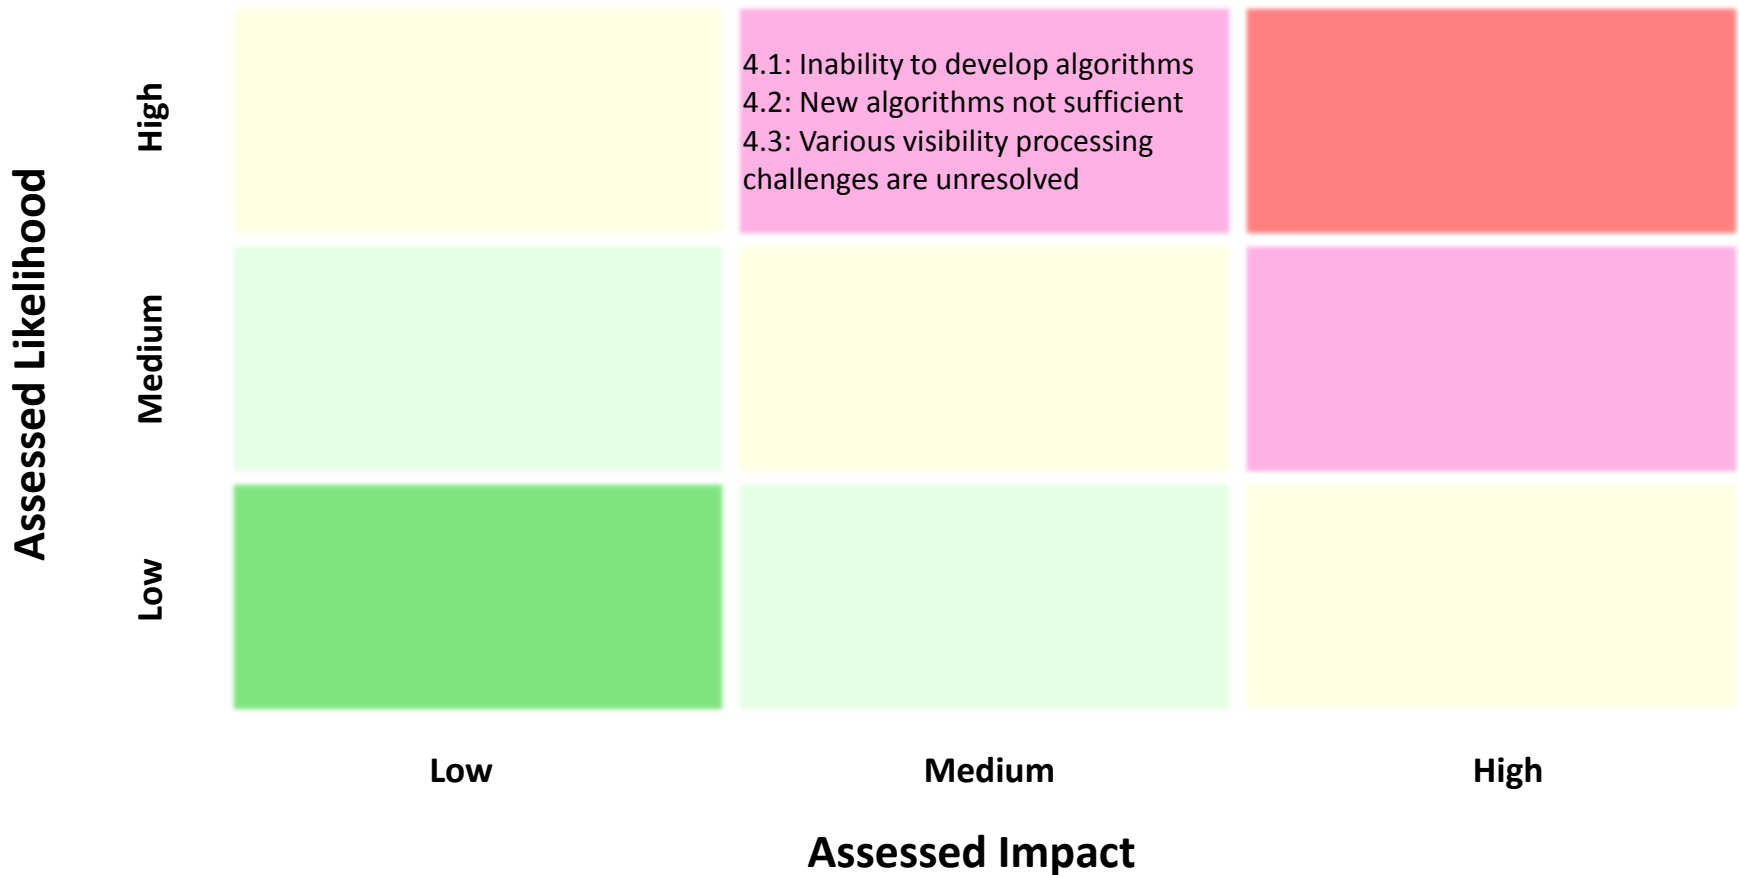 Assessed Likelihood
High
4.1: Inability to develop algorithms
4.2: New algorithms not sufficient
4.3: Various visibility processing
challenges are unresolved
Medium
Low
Low
Medium
High
Assessed Impact